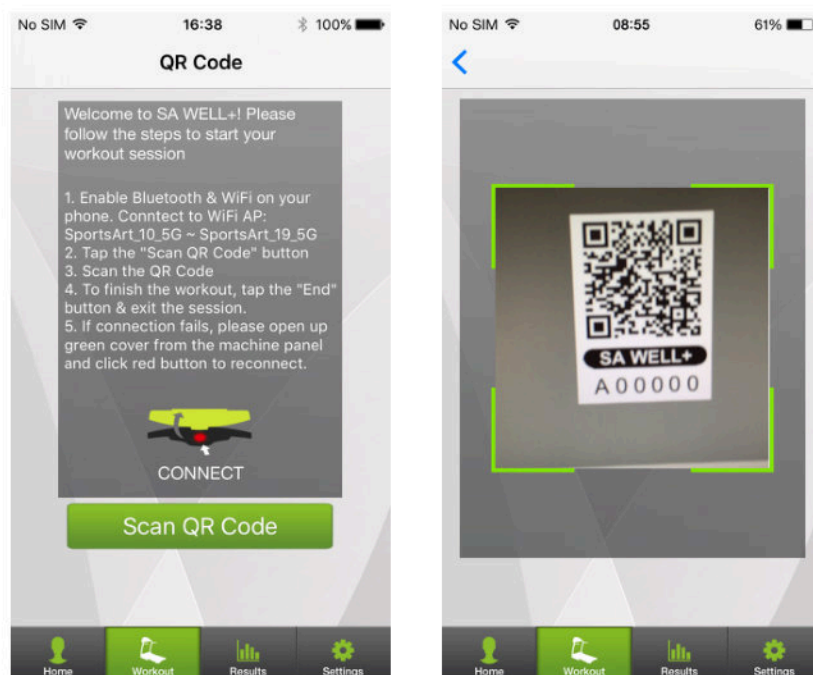 No SIM 16:38 100%
QR Code
Welcome to SA WELL+! Please
follow the steps to start your
workout session
1. Enable Bluetooth & WiFi on your
phone. Conntect to WiFi AP:
SportsArt_10_5G ~ SportsArt_19_5G
2. Tap the "Scan QR Code" button
3. Scan the QR Code
4. To finish the workout, tap the "End"
button & exit the session.
5. If connection fails, please open up
green cover from the machine panel
and click red button to reconnect.
CONNECT
Scan QR Code
Home Workout Results Settings
No SIM 08:55 61%
SA WELL+
A00000
Home Workout Results Settings